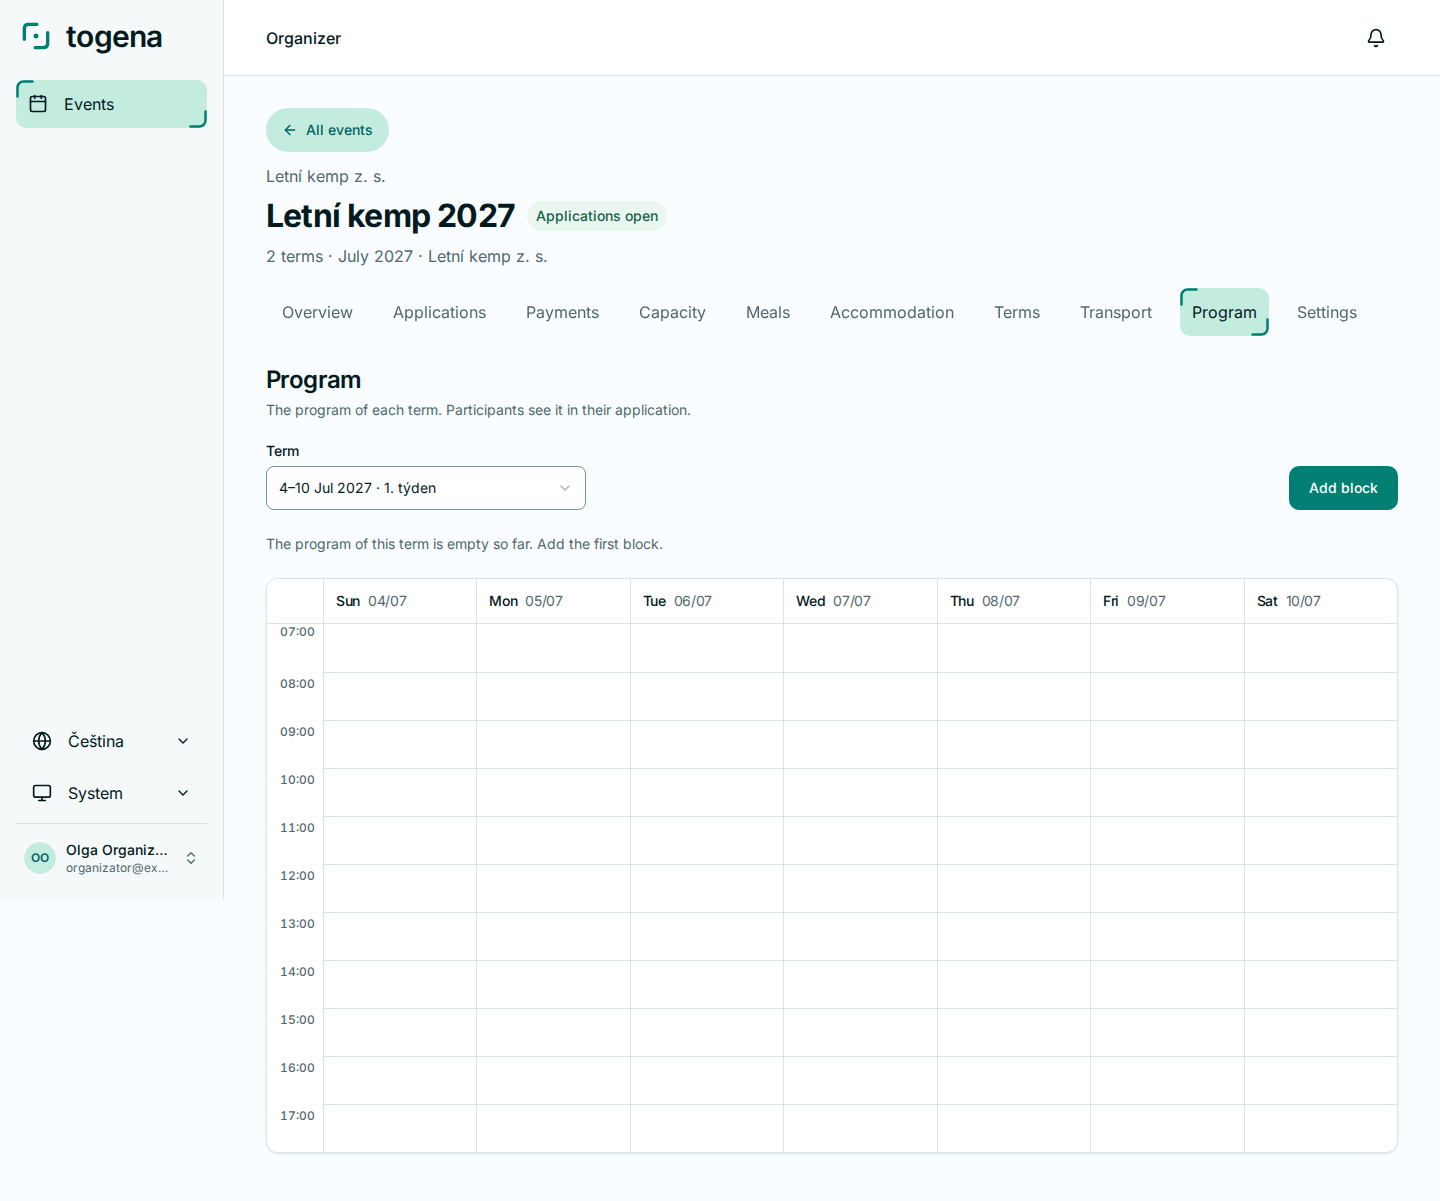 togena
Organizer
Events
All events
Letní kemp z. s.
Letní kemp 2027 Applications open
2 terms · July 2027 · Letní kemp z. s.
Overview Applications Payments Capacity Meals Accommodation Terms Transport Program Settings
Program
The program of each term. Participants see it in their application.
Term
4–10 Jul 2027 · 1. týden
Add block
The program of this term is empty so far. Add the first block.
Sun 04/07 Mon 05/07 Tue 06/07 Wed 07/07 Thu 08/07 Fri 09/07 Sat 10/07
07:00
08:00
09:00
10:00
11:00
12:00
13:00
14:00
15:00
16:00
17:00
Čeština
System
OO
Olga Organiz...
organizator@ex...